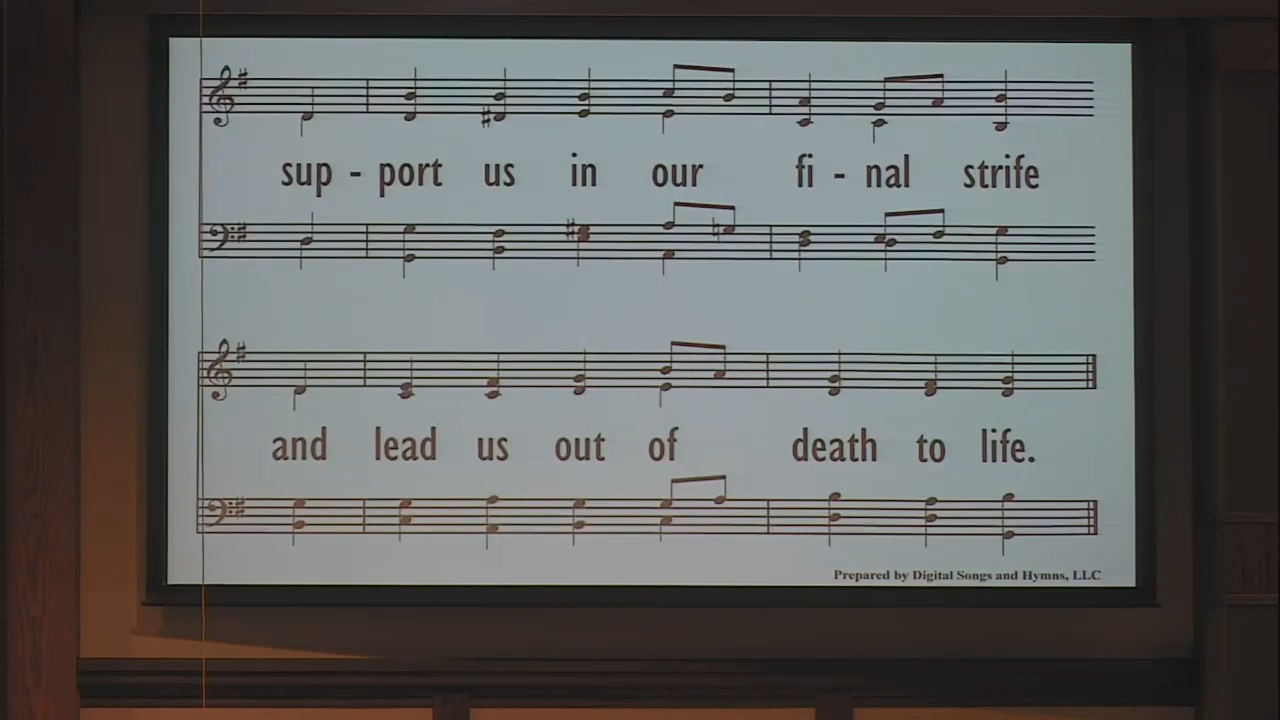 sup - port us in our fi - nal strife
and lead us out of death to life.
Prepared by Digital Songs and Hymns, LLC